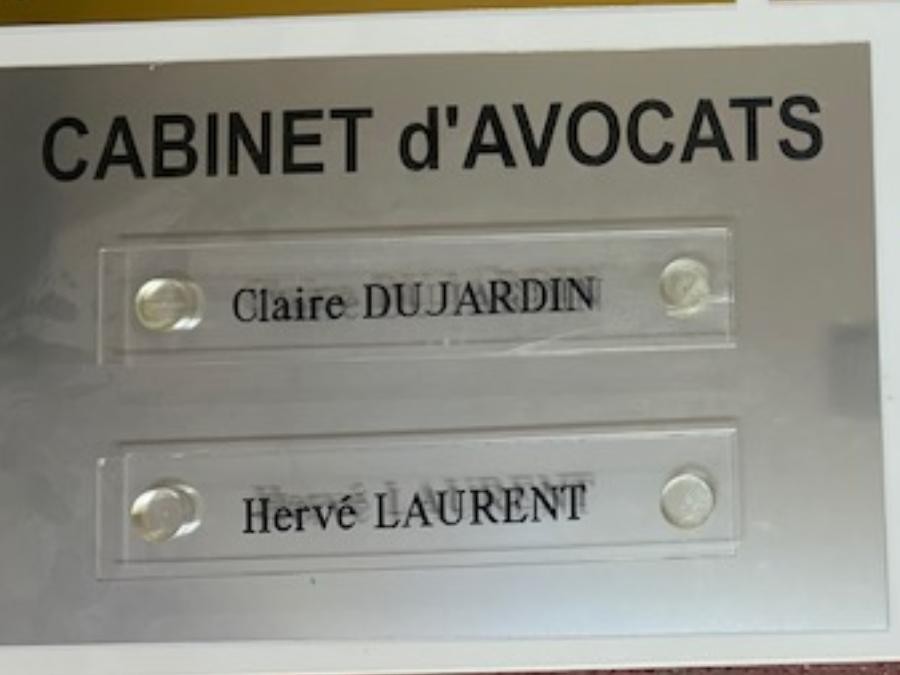 CABINET d'AVOCATS
Claire DUJARDIN
Hervé LAURENT